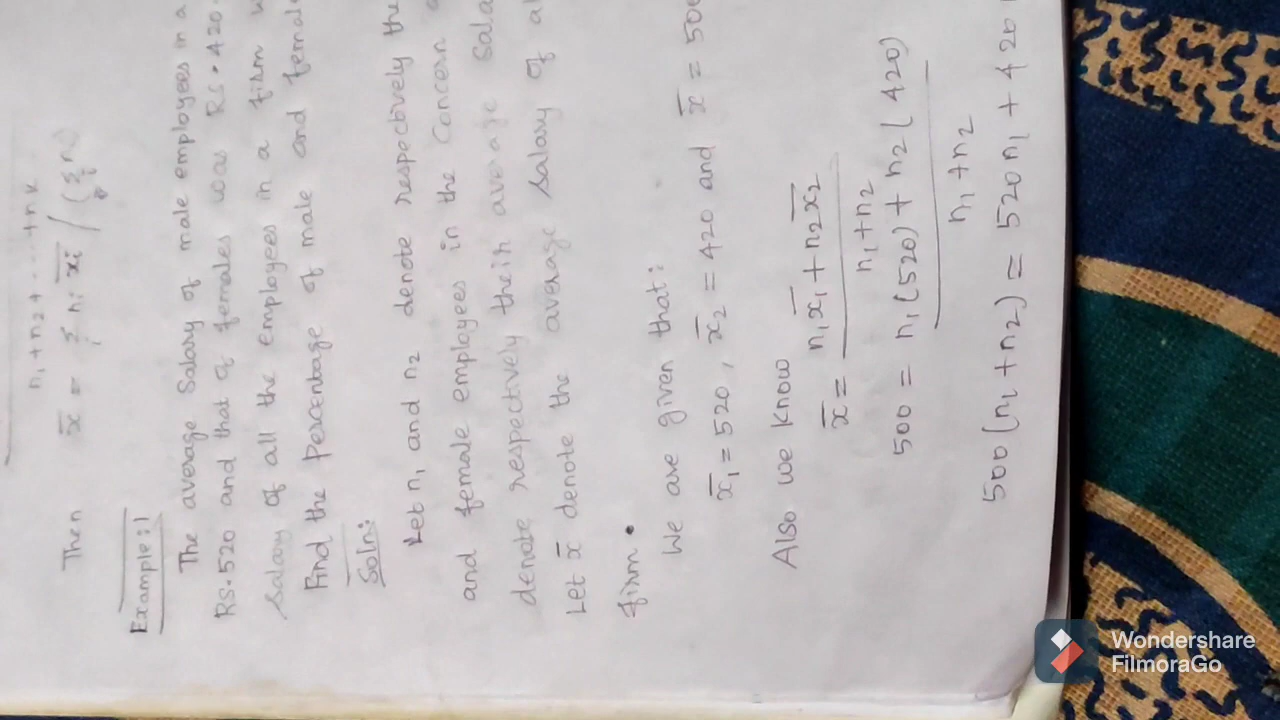 n1 + n2 + ... + nk
Then x̄ = Σ ni x̄i / (Σ ni)
Example:1
The average Salary of male employees in a
RS.520 and that of females was RS.420.
Salary of all the employees in a firm
Find the Percentage of male and female
Soln:
Let n1 and n2 denote respectively the
and female employees in the Concern
denote respectively their average Sala
Let x̄ denote the average Salary of al
firm.
We are given that:
x̄1 = 520, x̄2 = 420 and x̄ = 500
Also we know
x̄ = n1x̄1 + n2x̄2
n1 + n2
500 = n1(520) + n2(420)
n1 + n2
500(n1 + n2) = 520n1 + 420
Wondershare
FilmoraGo